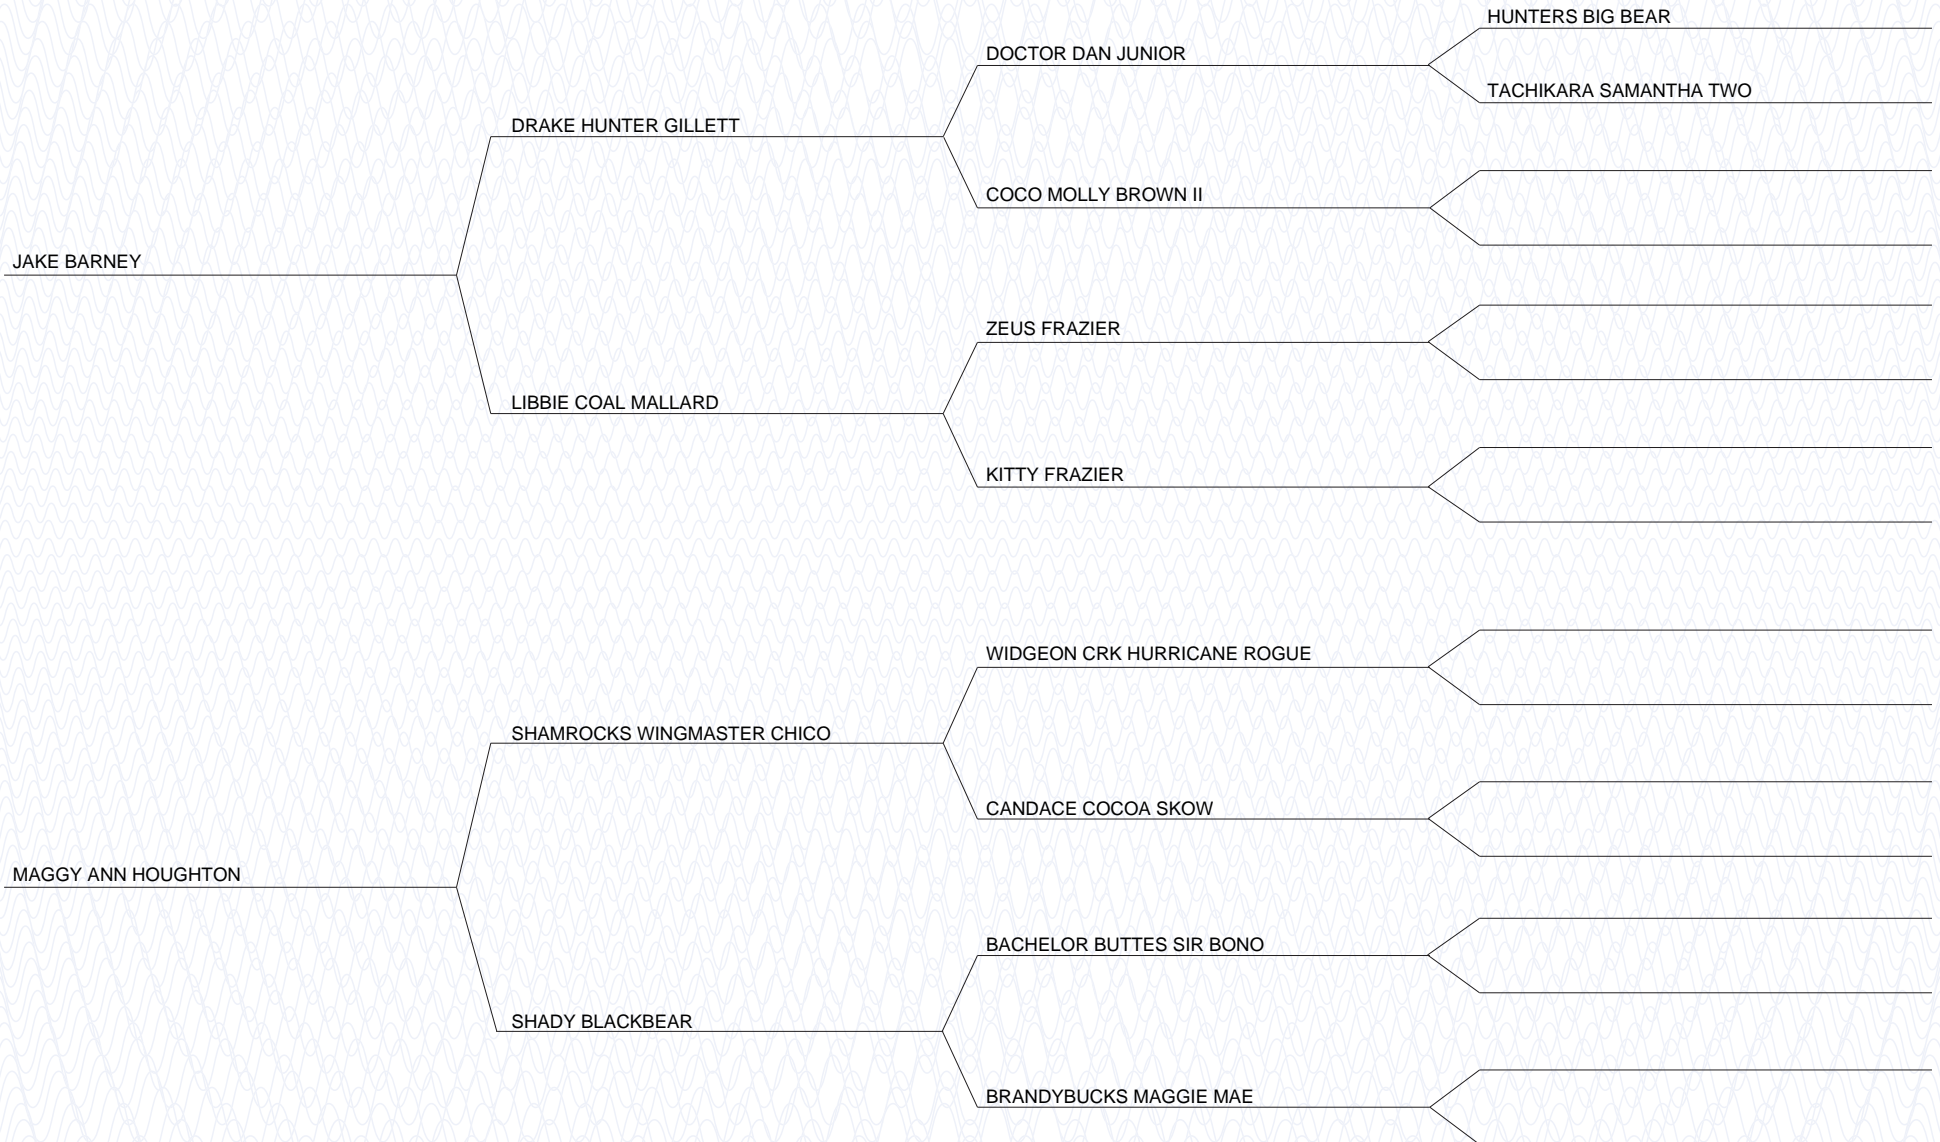 HUNTERS BIG BEAR
DOCTOR DAN JUNIOR
TACHIKARA SAMANTHA TWO
DRAKE HUNTER GILLETT
COCO MOLLY BROWN II
JAKE BARNEY
ZEUS FRAZIER
LIBBIE COAL MALLARD
KITTY FRAZIER
WIDGEON CRK HURRICANE ROGUE
SHAMROCKS WINGMASTER CHICO
CANDACE COCOA SKOW
MAGGY ANN HOUGHTON
BACHELOR BUTTES SIR BONO
SHADY BLACKBEAR
BRANDYBUCKS MAGGIE MAE